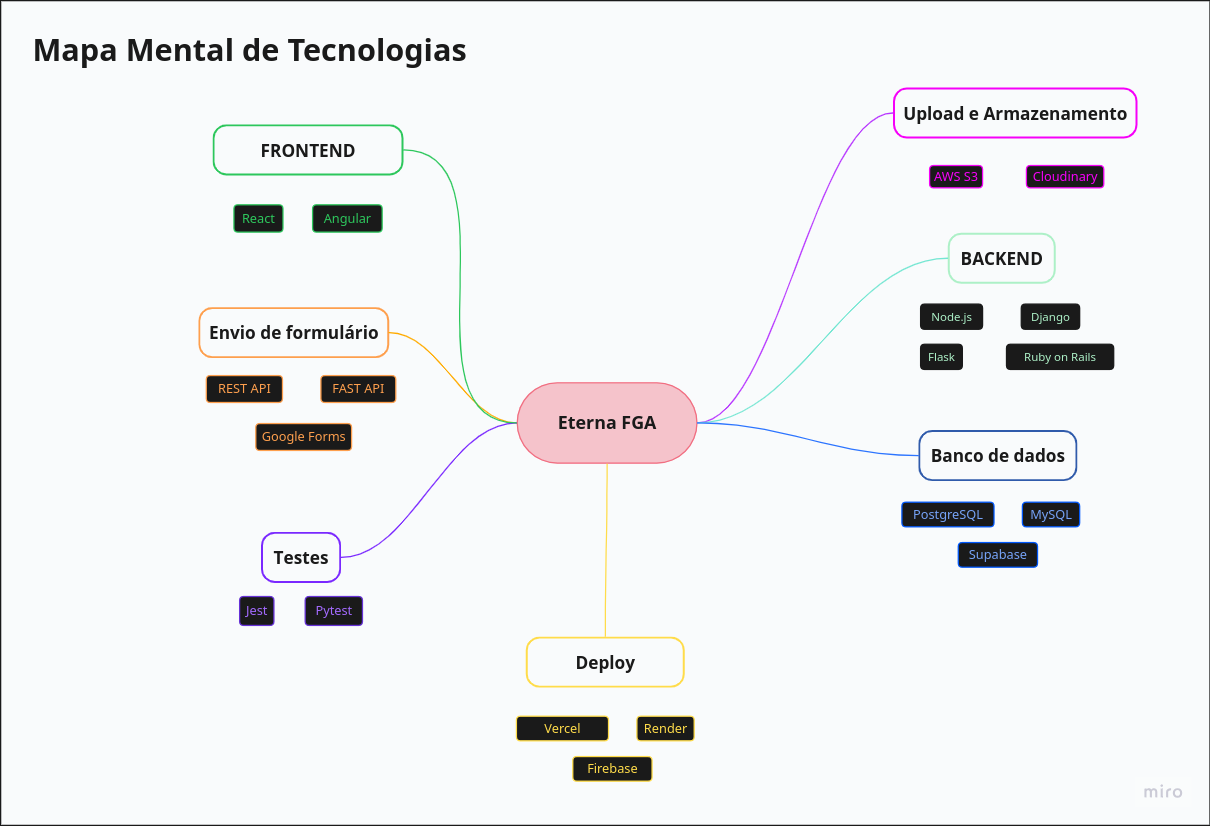 Mapa Mental de Tecnologias
FRONTEND
React
Angular
Envio de formulário
REST API
FAST API
Google Forms
Testes
Jest
Pytest
Eterna FGA
Deploy
Vercel
Render
Firebase
Upload e Armazenamento
AWS S3
Cloudinary
BACKEND
Node.js
Django
Flask
Ruby on Rails
Banco de dados
PostgreSQL
MySQL
Supabase
miro